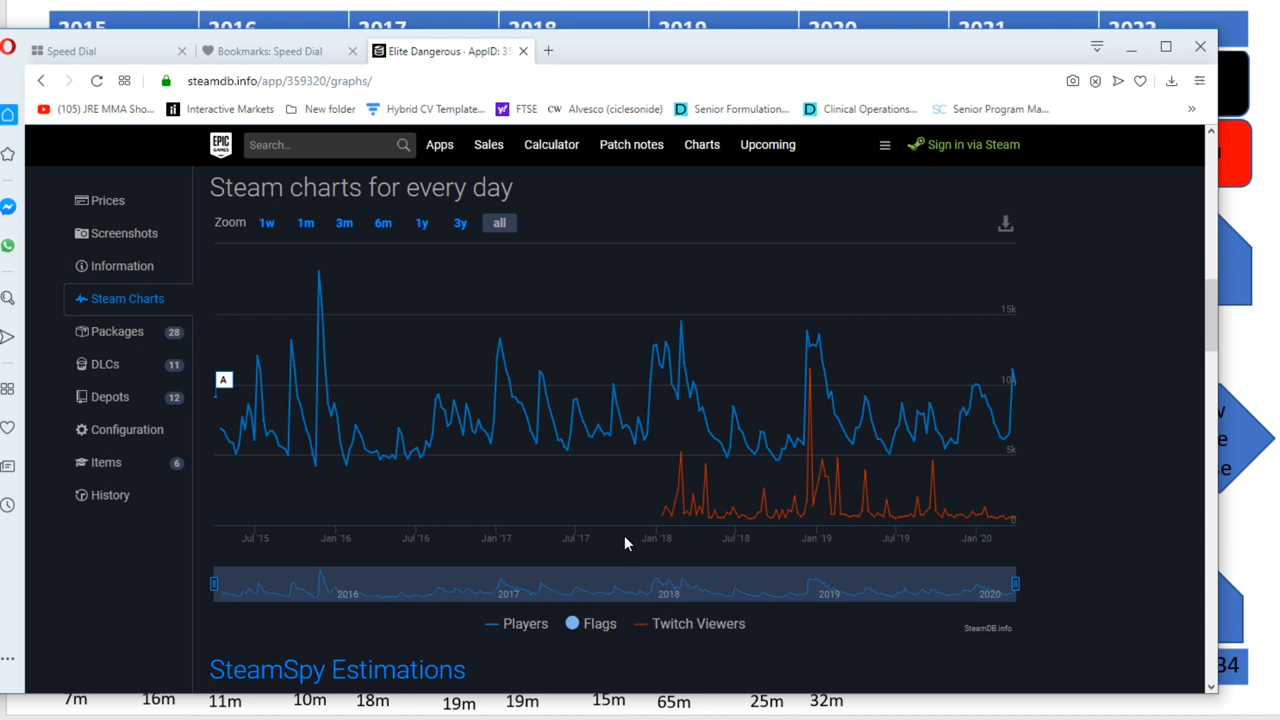 2015 2016 2017 2018 2019 2020 2021 2022
Speed Dial
Bookmarks: Speed Dial
Elite Dangerous · AppID: 35
steamdb.info/app/359320/graphs/
(105) JRE MMA Sho...
Interactive Markets
New folder
Hybrid CV Template...
FTSE
CW Alvesco (ciclesonide)
D Senior Formulation...
D Clinical Operations...
SC Senior Program Ma...
»
EPIC GAMES
Search...
Apps
Sales
Calculator
Patch notes
Charts
Upcoming
Sign in via Steam
Prices
Screenshots
Information
Steam Charts
Packages 28
DLCs 11
Depots 12
Configuration
Items 6
History
Steam charts for every day
Zoom 1w 1m 3m 6m 1y 3y all
15k
10k
5k
0
A
Jul '15 Jan '16 Jul '16 Jan '17 Jul '17 Jan '18 Jul '18 Jan '19 Jul '19 Jan '20
2016 2017 2018 2019 2020
Players Flags Twitch Viewers
SteamDB.info
SteamSpy Estimations
34
7m 16m 11m 10m 18m 19m 19m 15m 65m 25m 32m